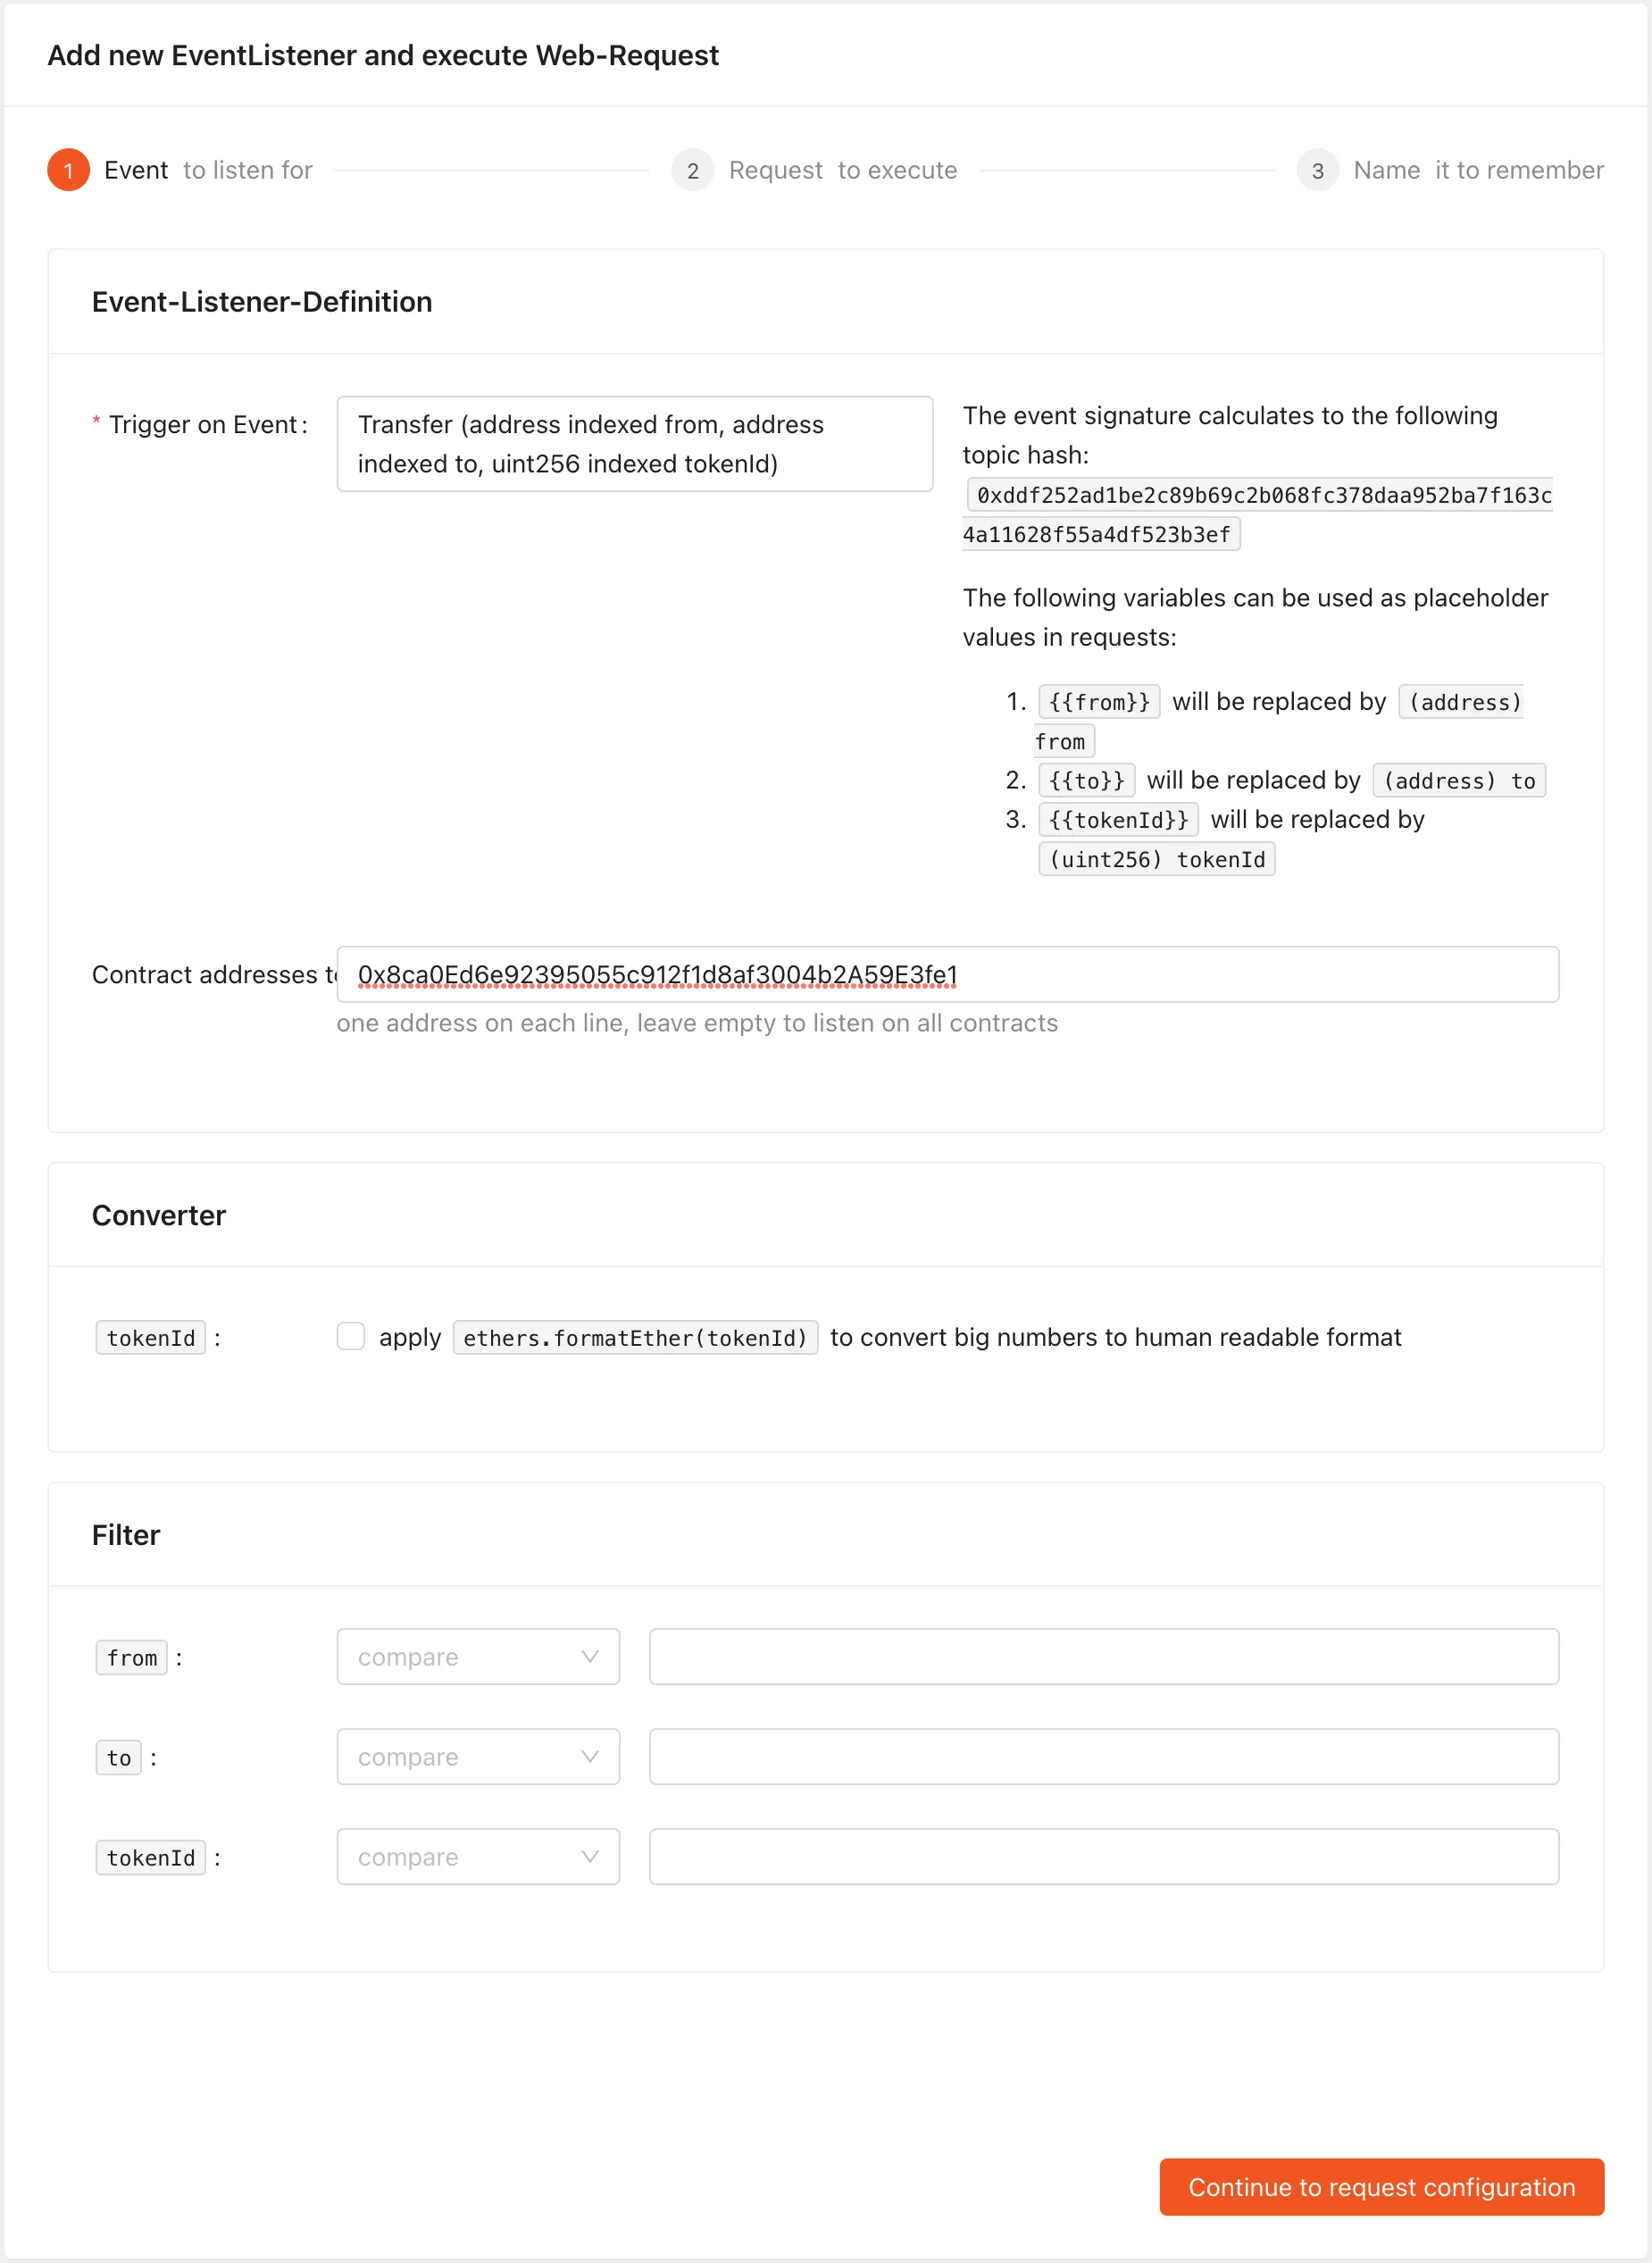 Add new EventListener and execute Web-Request
1 Event to listen for
2 Request to execute
3 Name it to remember
Event-Listener-Definition
* Trigger on Event:
Transfer (address indexed from, address
indexed to, uint256 indexed tokenId)
The event signature calculates to the following
topic hash:
0xddf252ad1be2c89b69c2b068fc378daa952ba7f163c
4a11628f55a4df523b3ef
The following variables can be used as placeholder
values in requests:
1. {{from}} will be replaced by (address)
from
2. {{to}} will be replaced by (address) to
3. {{tokenId}} will be replaced by
(uint256) tokenId
Contract addresses
0x8ca0Ed6e92395055c912f1d8af3004b2A59E3fe1
one address on each line, leave empty to listen on all contracts
Converter
tokenId : apply ethers.formatEther(tokenId) to convert big numbers to human readable format
Filter
from : compare
to : compare
tokenId : compare
Continue to request configuration